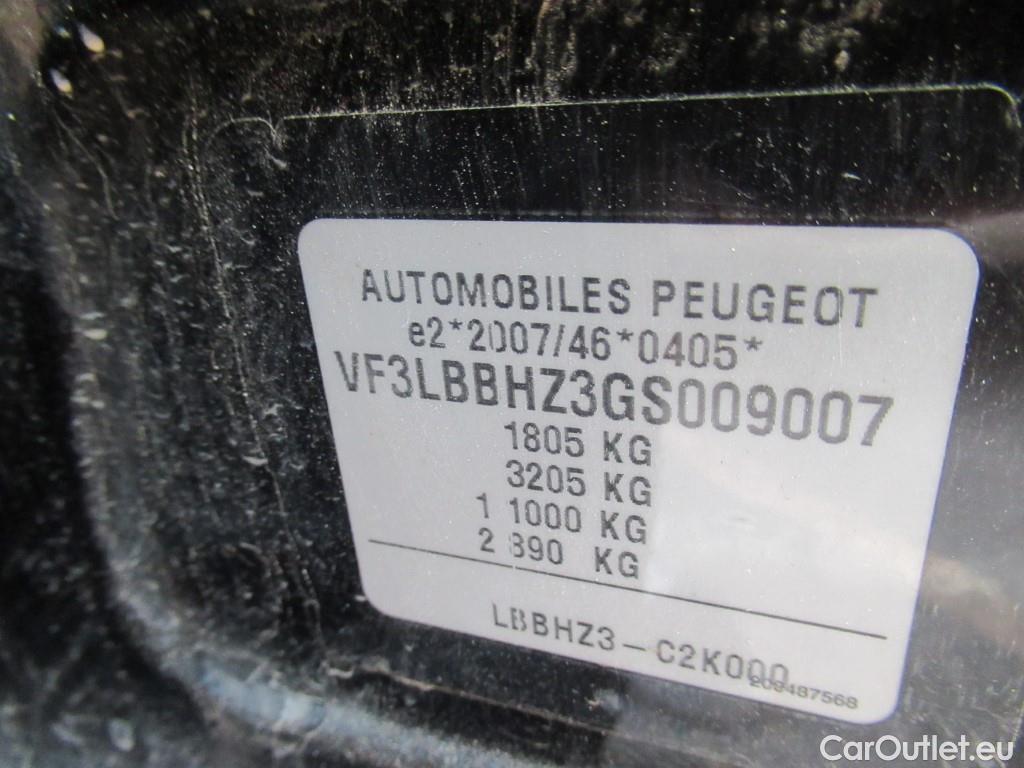 AUTOMOBILES PEUGEOT
e2*2007/46*0405*
VF3LBBHZ3GS009007
1805 KG
3205 KG
1 1000 KG
2 890 KG
LBBHZ3-C2K000
CarOutlet.eu